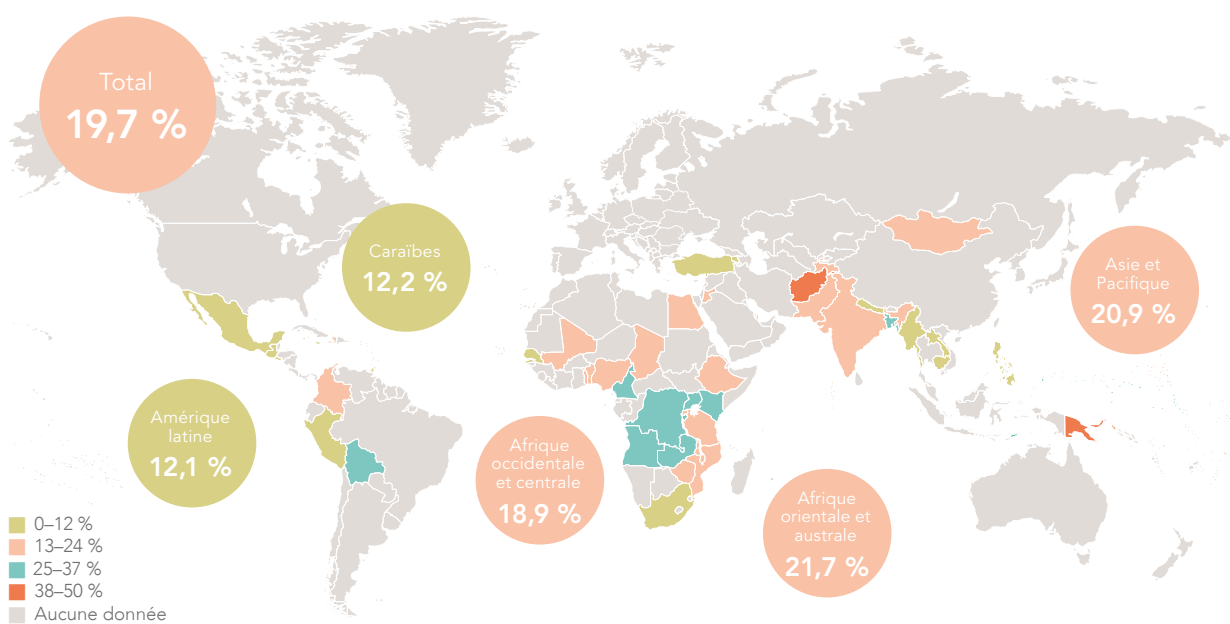 Total
19,7 %
Caraïbes
12,2 %
Asie et
Pacifique
20,9 %
Amérique
latine
12,1 %
Afrique
occidentale
et centrale
18,9 %
Afrique
orientale et
australe
21,7 %
0–12 %
13–24 %
25–37 %
38–50 %
Aucune donnée